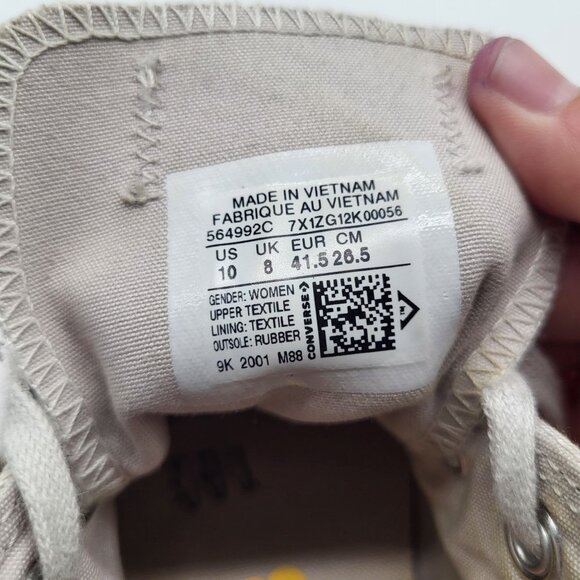 MADE IN VIETNAM
FABRIQUE AU VIETNAM
564992C 7X1ZG12K00056
US UK EUR CM
10 8 41.5 26.5
GENDER: WOMEN
UPPER TEXTILE
LINING: TEXTILE
OUTSOLE: RUBBER
9K 2001 M88
CONVERSE
TM